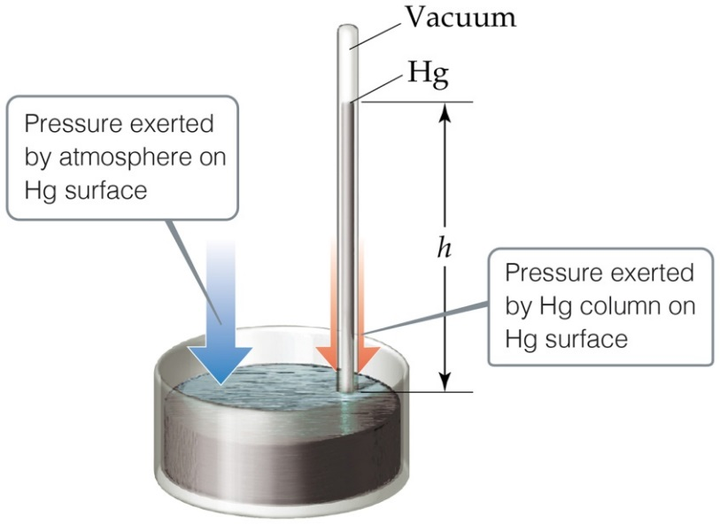 Vacuum
Hg
Pressure exerted
by atmosphere on
Hg surface
h
Pressure exerted
by Hg column on
Hg surface